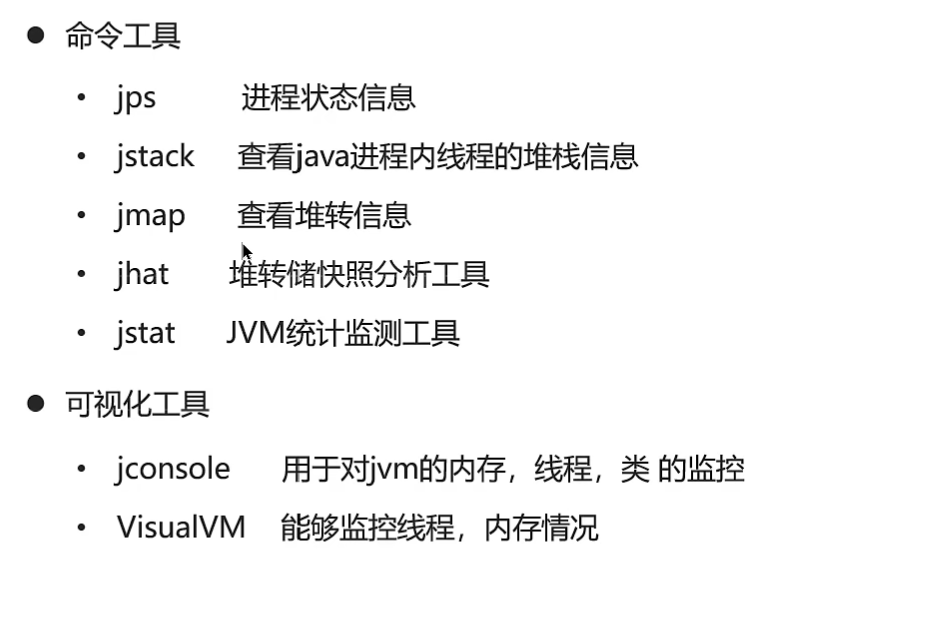 ● 命令工具
• jps 进程状态信息
• jstack 查看java进程内线程的堆栈信息
• jmap 查看堆转信息
• jhat 堆转储快照分析工具
• jstat JVM统计监测工具
● 可视化工具
• jconsole 用于对jvm的内存，线程，类 的监控
• VisualVM 能够监控线程，内存情况